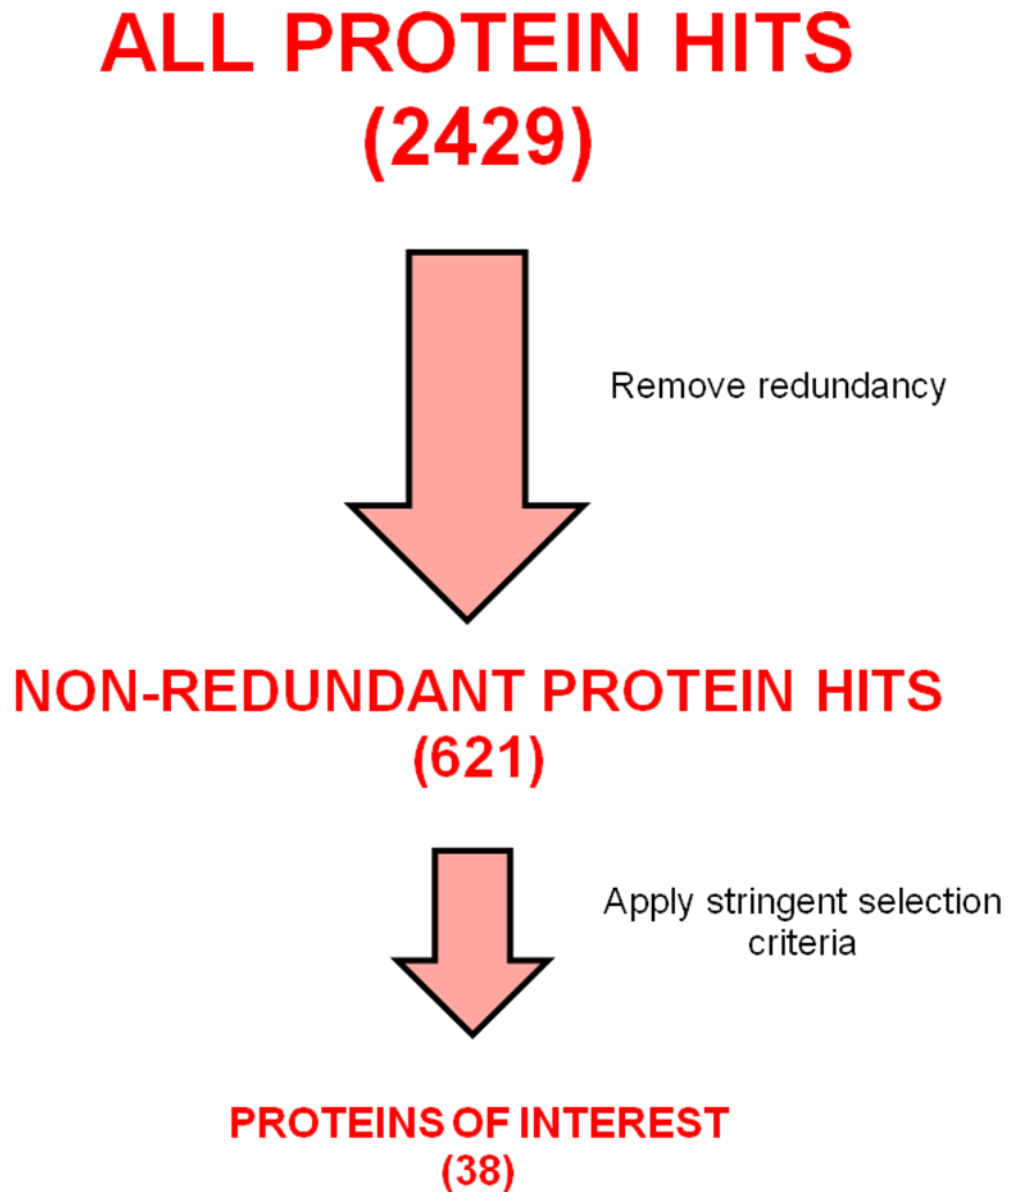 ALL PROTEIN HITS
(2429)
Remove redundancy
NON-REDUNDANT PROTEIN HITS
(621)
Apply stringent selection
criteria
PROTEINS OF INTEREST
(38)